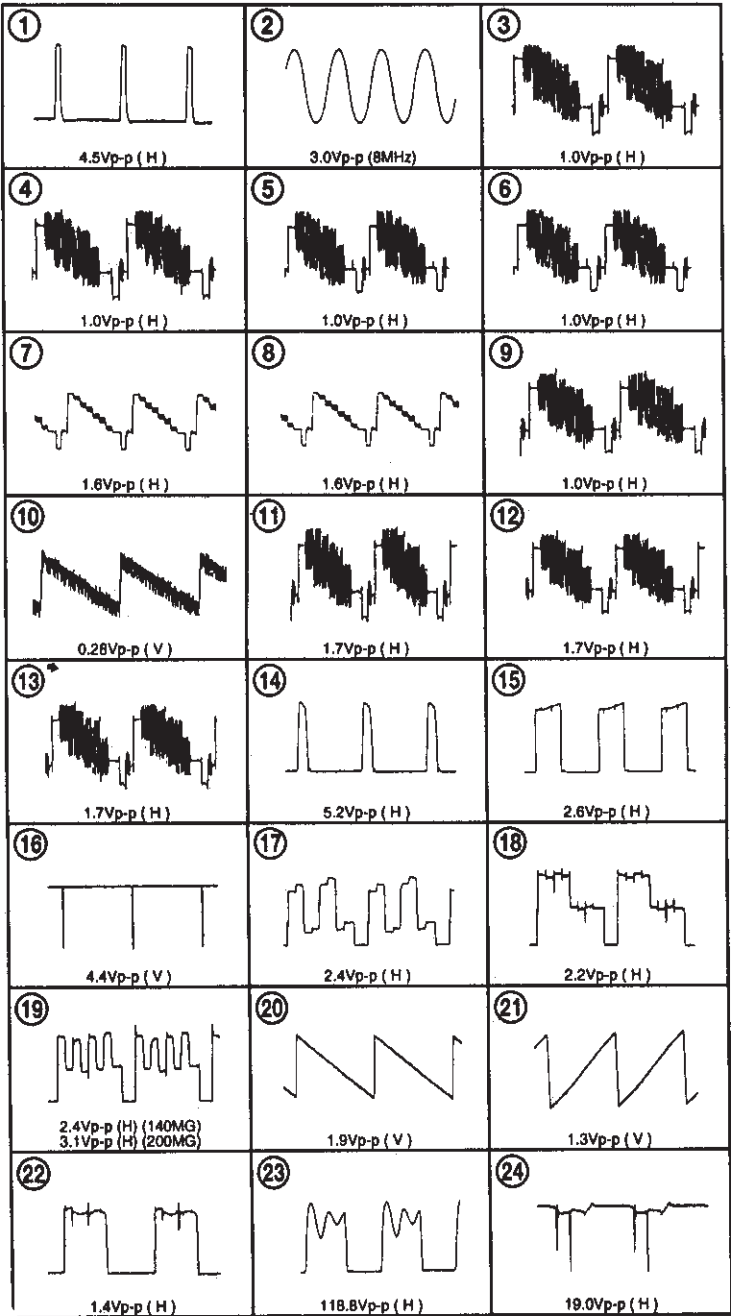 1 2 3
4.5Vp-p ( H ) 3.0Vp-p (8MHz) 1.0Vp-p ( H )
4 5 6
1.0Vp-p ( H ) 1.0Vp-p ( H ) 1.0Vp-p ( H )
7 8 9
1.6Vp-p ( H ) 1.6Vp-p ( H ) 1.0Vp-p ( H )
10 11 12
0.28Vp-p ( V ) 1.7Vp-p ( H ) 1.7Vp-p ( H )
13 14 15
1.7Vp-p ( H ) 5.2Vp-p ( H ) 2.6Vp-p ( H )
16 17 18
4.4Vp-p ( V ) 2.4Vp-p ( H ) 2.2Vp-p ( H )
19 20 21
2.4Vp-p (H) (140MG)
3.1Vp-p (H) (200MG) 1.9Vp-p ( V ) 1.3Vp-p ( V )
22 23 24
1.4Vp-p ( H ) 118.8Vp-p ( H ) 19.0Vp-p ( H )